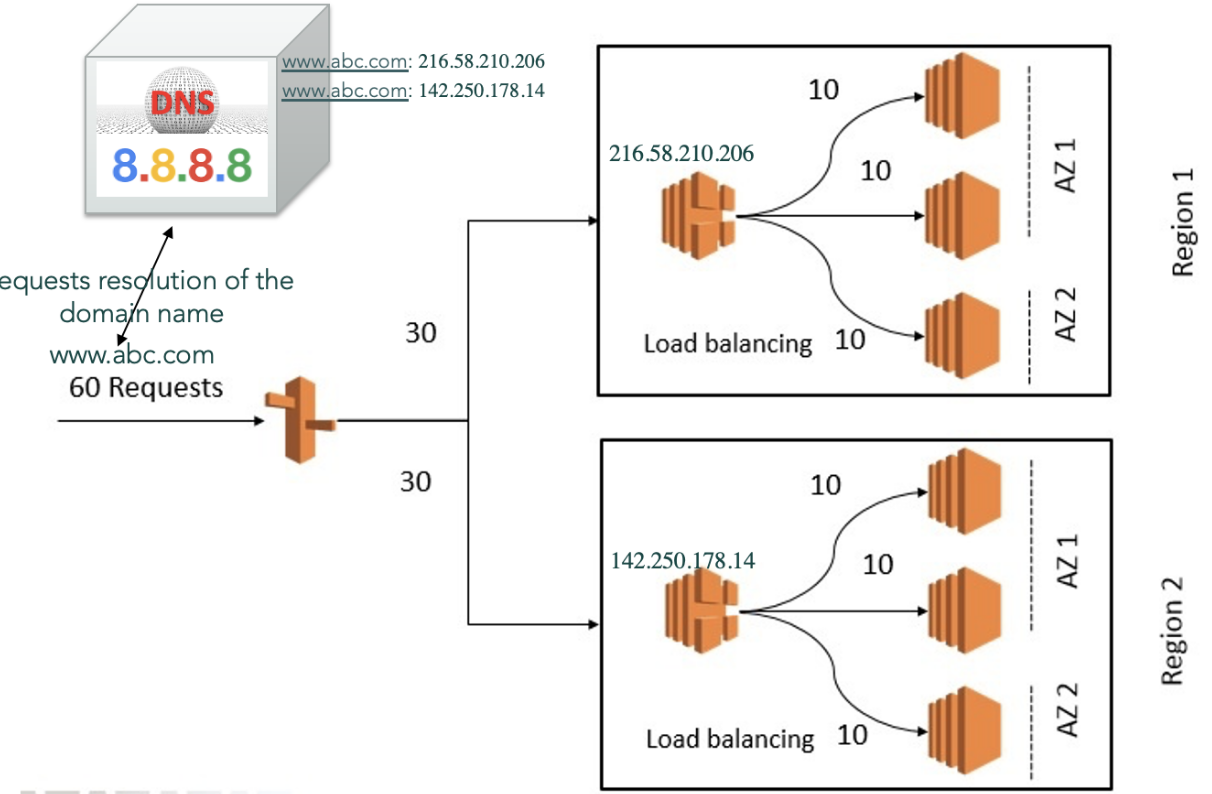 www.abc.com: 216.58.210.206
www.abc.com: 142.250.178.14
DNS
8.8.8.8
equests resolution of the
domain name
www.abc.com
60 Requests
30
30
216.58.210.206
10
10
10
Load balancing
AZ 1
AZ 2
Region 1
142.250.178.14
10
10
10
Load balancing
AZ 1
AZ 2
Region 2